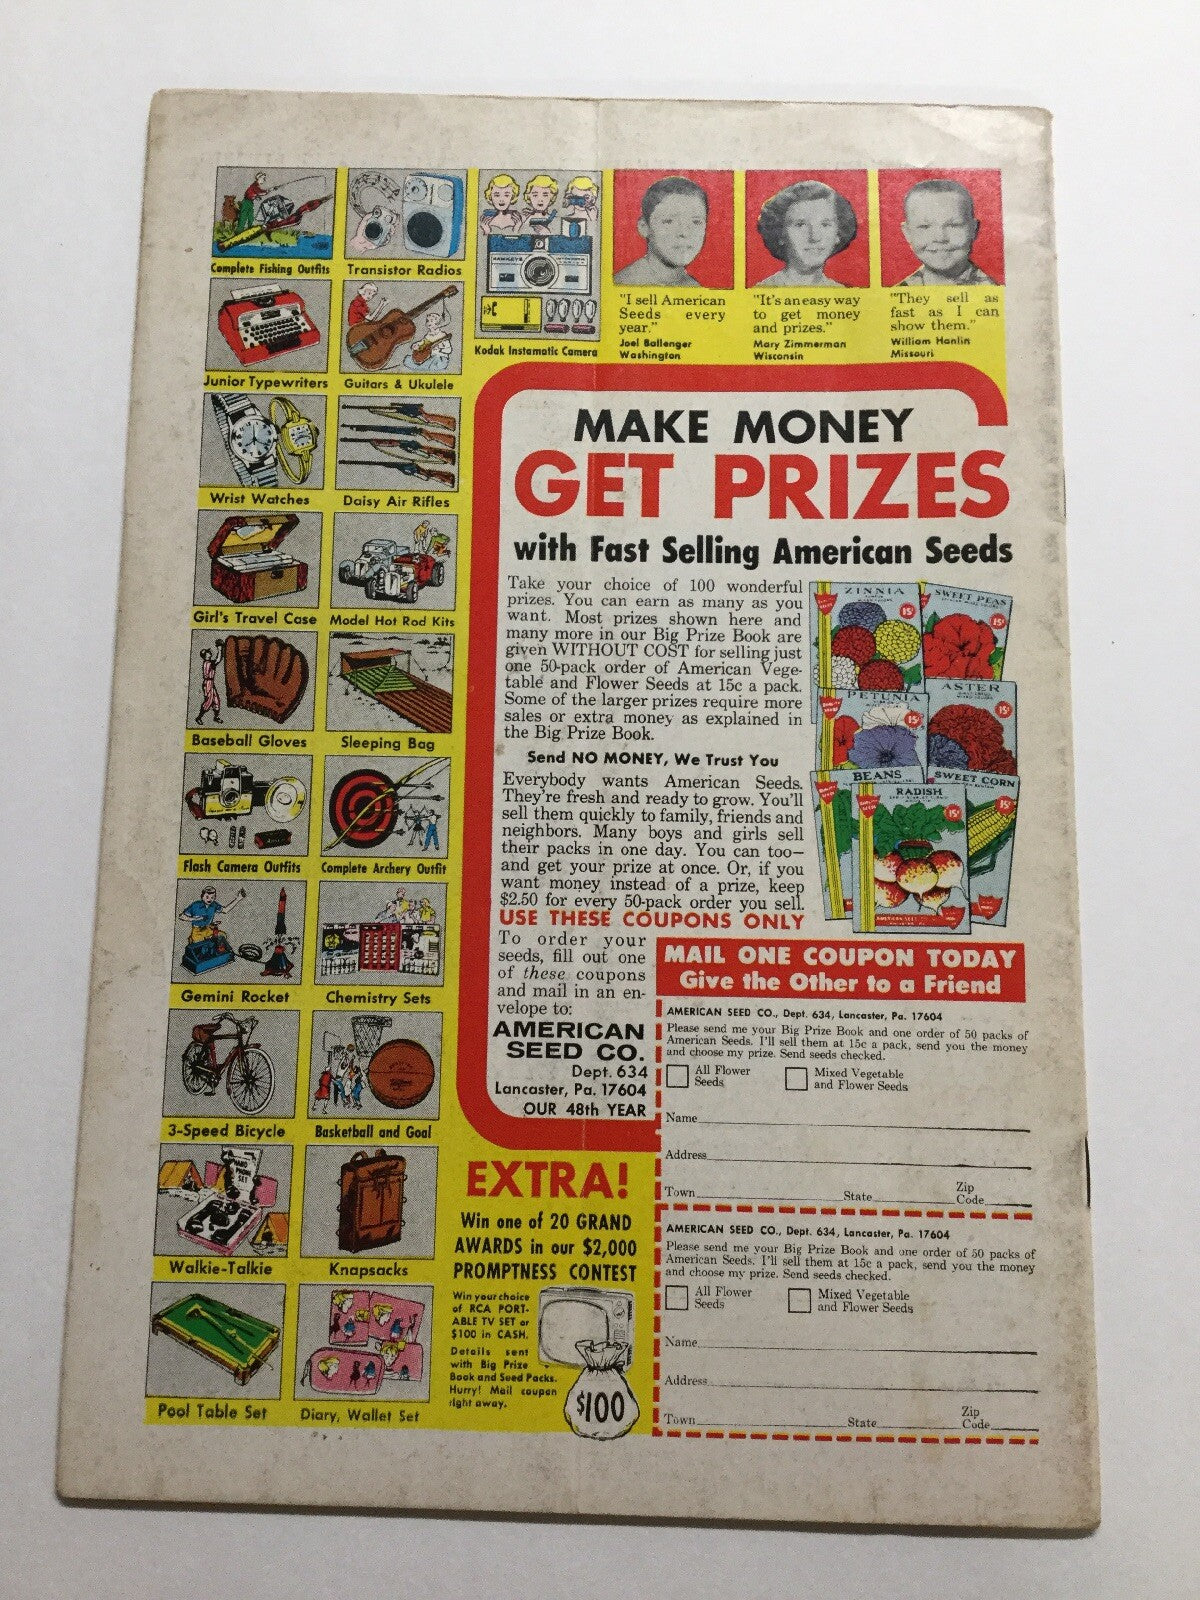 Complete Fishing Outfits
Transistor Radios
Kodak Instamatic Camera
"I sell American
Seeds every
year."
Joel Ballenger
Washington
"It's an easy way
to get money
and prizes."
Mary Zimmerman
Wisconsin
"They sell as
fast as I can
show them."
William Hanlin
Missouri
Junior Typewriters
Guitars & Ukulele
Wrist Watches
Daisy Air Rifles
Girl's Travel Case
Model Hot Rod Kits
Baseball Gloves
Sleeping Bag
Flash Camera Outfits
Complete Archery Outfit
Gemini Rocket
Chemistry Sets
3-Speed Bicycle
Basketball and Goal
Walkie-Talkie
Knapsacks
Pool Table Set
Diary, Wallet Set
MAKE MONEY
GET PRIZES
with Fast Selling American Seeds
Take your choice of 100 wonderful
prizes. You can earn as many as you
want. Most prizes shown here and
many more in our Big Prize Book are
given WITHOUT COST for selling just
one 50-pack order of American Vege-
table and Flower Seeds at 15c a pack.
Some of the larger prizes require more
sales or extra money as explained in
the Big Prize Book.
Send NO MONEY, We Trust You
Everybody wants American Seeds.
They're fresh and ready to grow. You'll
sell them quickly to family, friends and
neighbors. Many boys and girls sell
their packs in one day. You can too—
and get your prize at once. Or, if you
want money instead of a prize, keep
$2.50 for every 50-pack order you sell.
USE THESE COUPONS ONLY
ZINNIA
15¢
SWEET PEAS
15¢
PETUNIA
15¢
ASTER
15¢
BEANS
SWEET CORN
15¢
RADISH
15¢
To order your
seeds, fill out one
of these coupons
and mail in an en-
velope to:
AMERICAN
SEED CO.
Dept. 634
Lancaster, Pa. 17604
OUR 48th YEAR
MAIL ONE COUPON TODAY
Give the Other to a Friend
AMERICAN SEED CO., Dept. 634, Lancaster, Pa. 17604
Please send me your Big Prize Book and one order of 50 packs of
American Seeds. I'll sell them at 15c a pack, send you the money
and choose my prize. Send seeds checked.
All Flower
Seeds
Mixed Vegetable
and Flower Seeds
Name
Address
Town State Zip
Code
AMERICAN SEED CO., Dept. 634, Lancaster, Pa. 17604
Please send me your Big Prize Book and one order of 50 packs of
American Seeds. I'll sell them at 15c a pack, send you the money
and choose my prize. Send seeds checked.
All Flower
Seeds
Mixed Vegetable
and Flower Seeds
Name
Address
Town State Zip
Code
EXTRA!
Win one of 20 GRAND
AWARDS in our $2,000
PROMPTNESS CONTEST
Win your choice
of RCA PORT-
ABLE TV SET or
$100 in CASH.
Details sent
with Big Prize
Book and Seed Packs.
Hurry! Mail coupon
right away.
$100